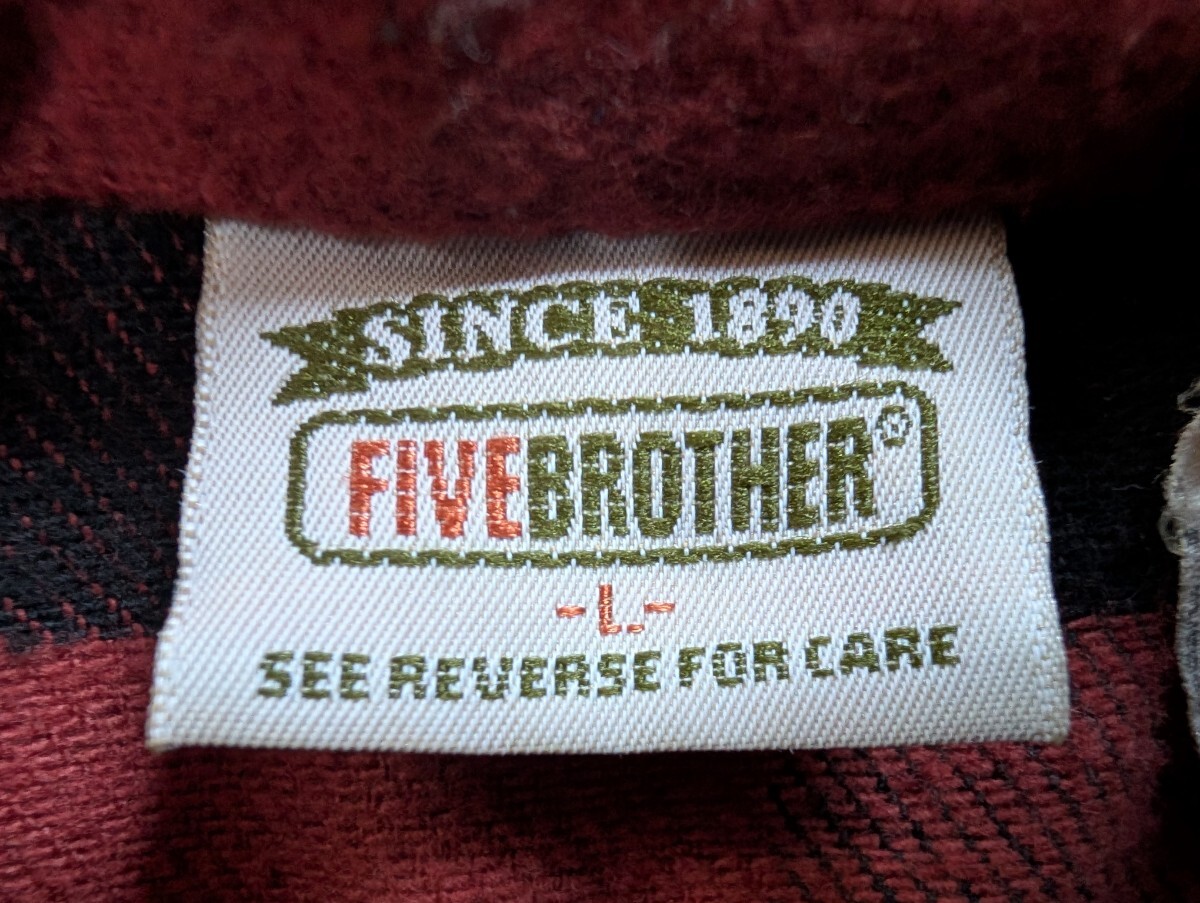 SINCE 1890
FIVEBROTHER®
-L-
SEE REVERSE FOR CARE